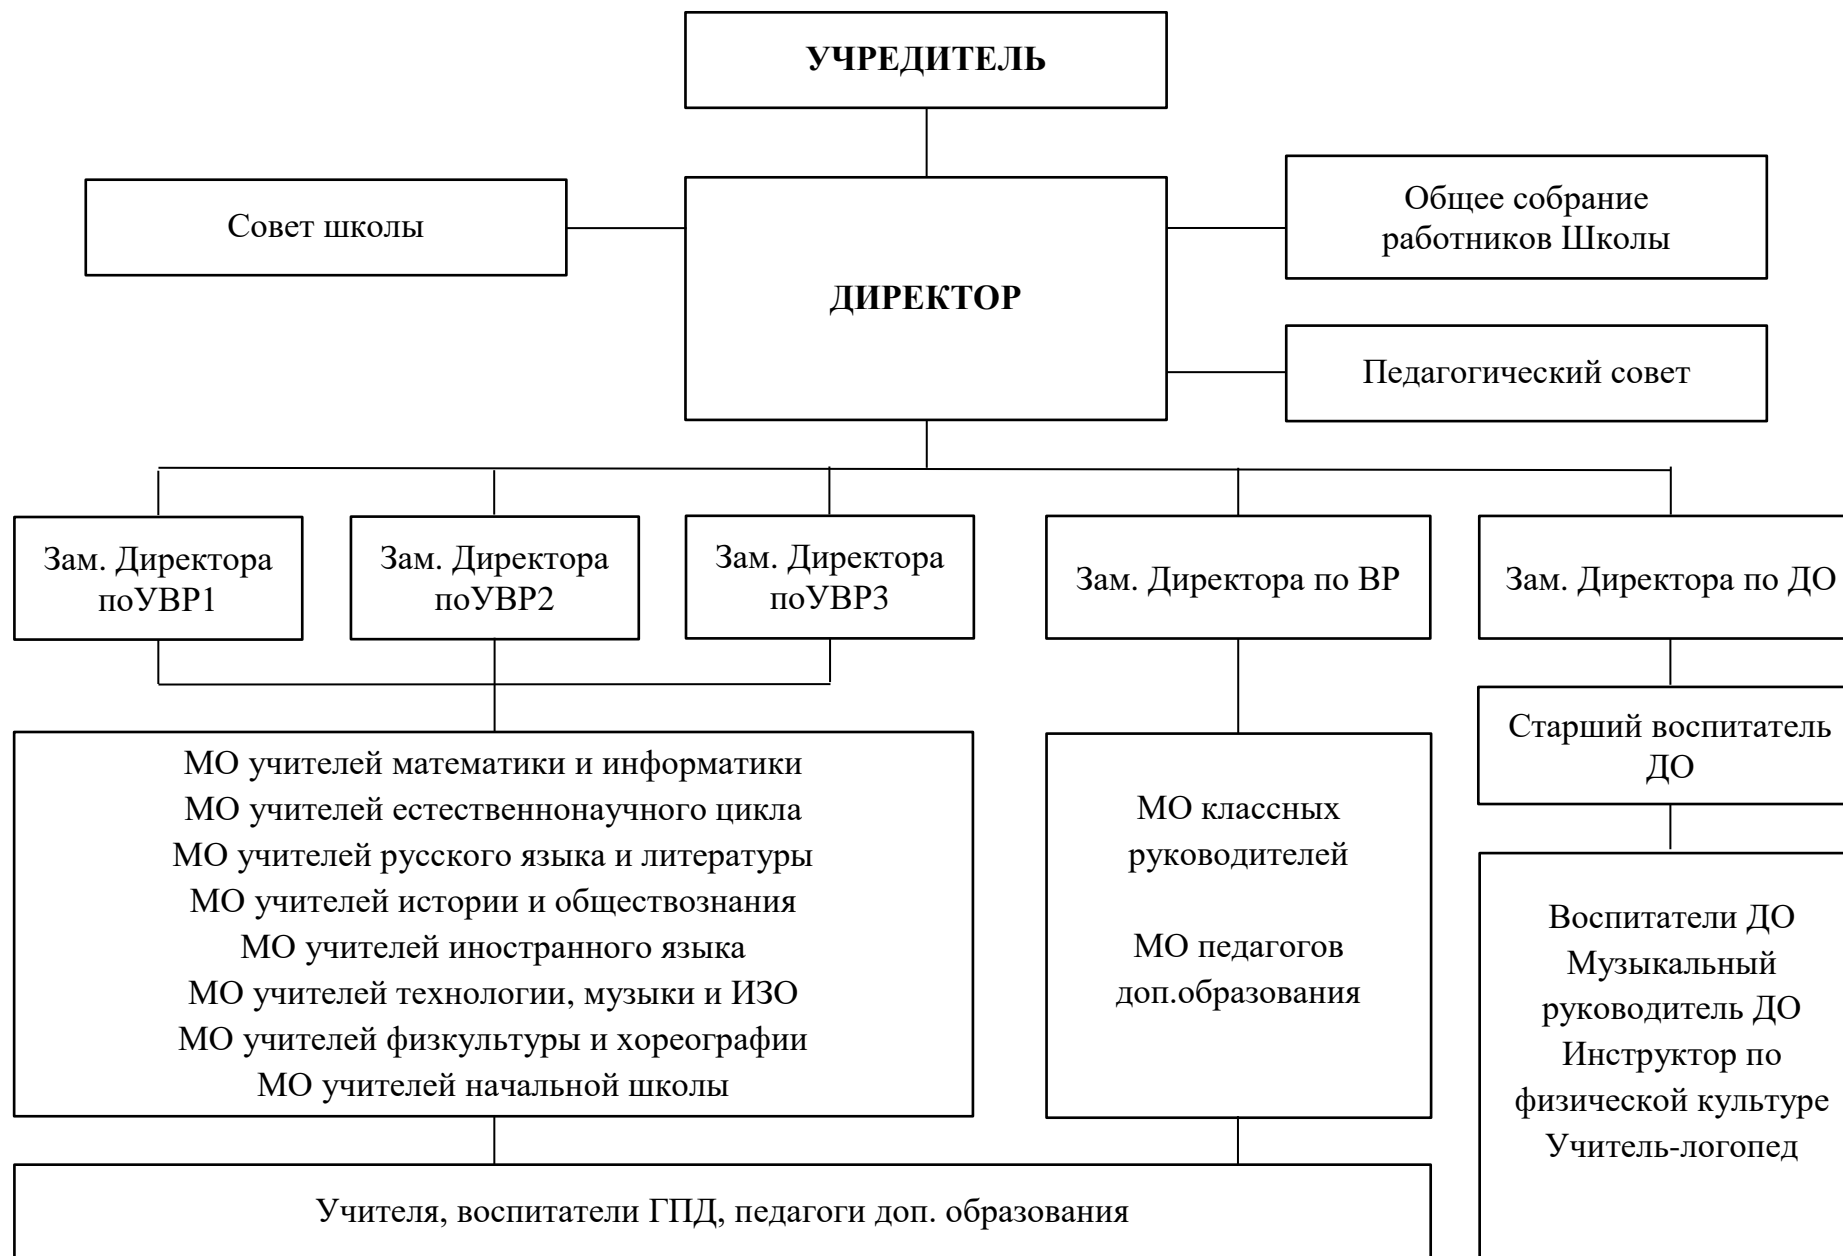 УЧРЕДИТЕЛЬ
Совет школы
Общее собрание
работников Школы
ДИРЕКТОР
Педагогический совет
Зам. Директора
поУВР1
Зам. Директора
поУВР2
Зам. Директора
поУВР3
Зам. Директора по ВР
Зам. Директора по ДО
МО учителей математики и информатики
МО учителей естественнонаучного цикла
МО учителей русского языка и литературы
МО учителей истории и обществознания
МО учителей иностранного языка
МО учителей технологии, музыки и ИЗО
МО учителей физкультуры и хореографии
МО учителей начальной школы
МО классных
руководителей
МО педагогов
доп.образования
Старший воспитатель
ДО
Воспитатели ДО
Музыкальный
руководитель ДО
Инструктор по
физической культуре
Учитель-логопед
Учителя, воспитатели ГПД, педагоги доп. образования